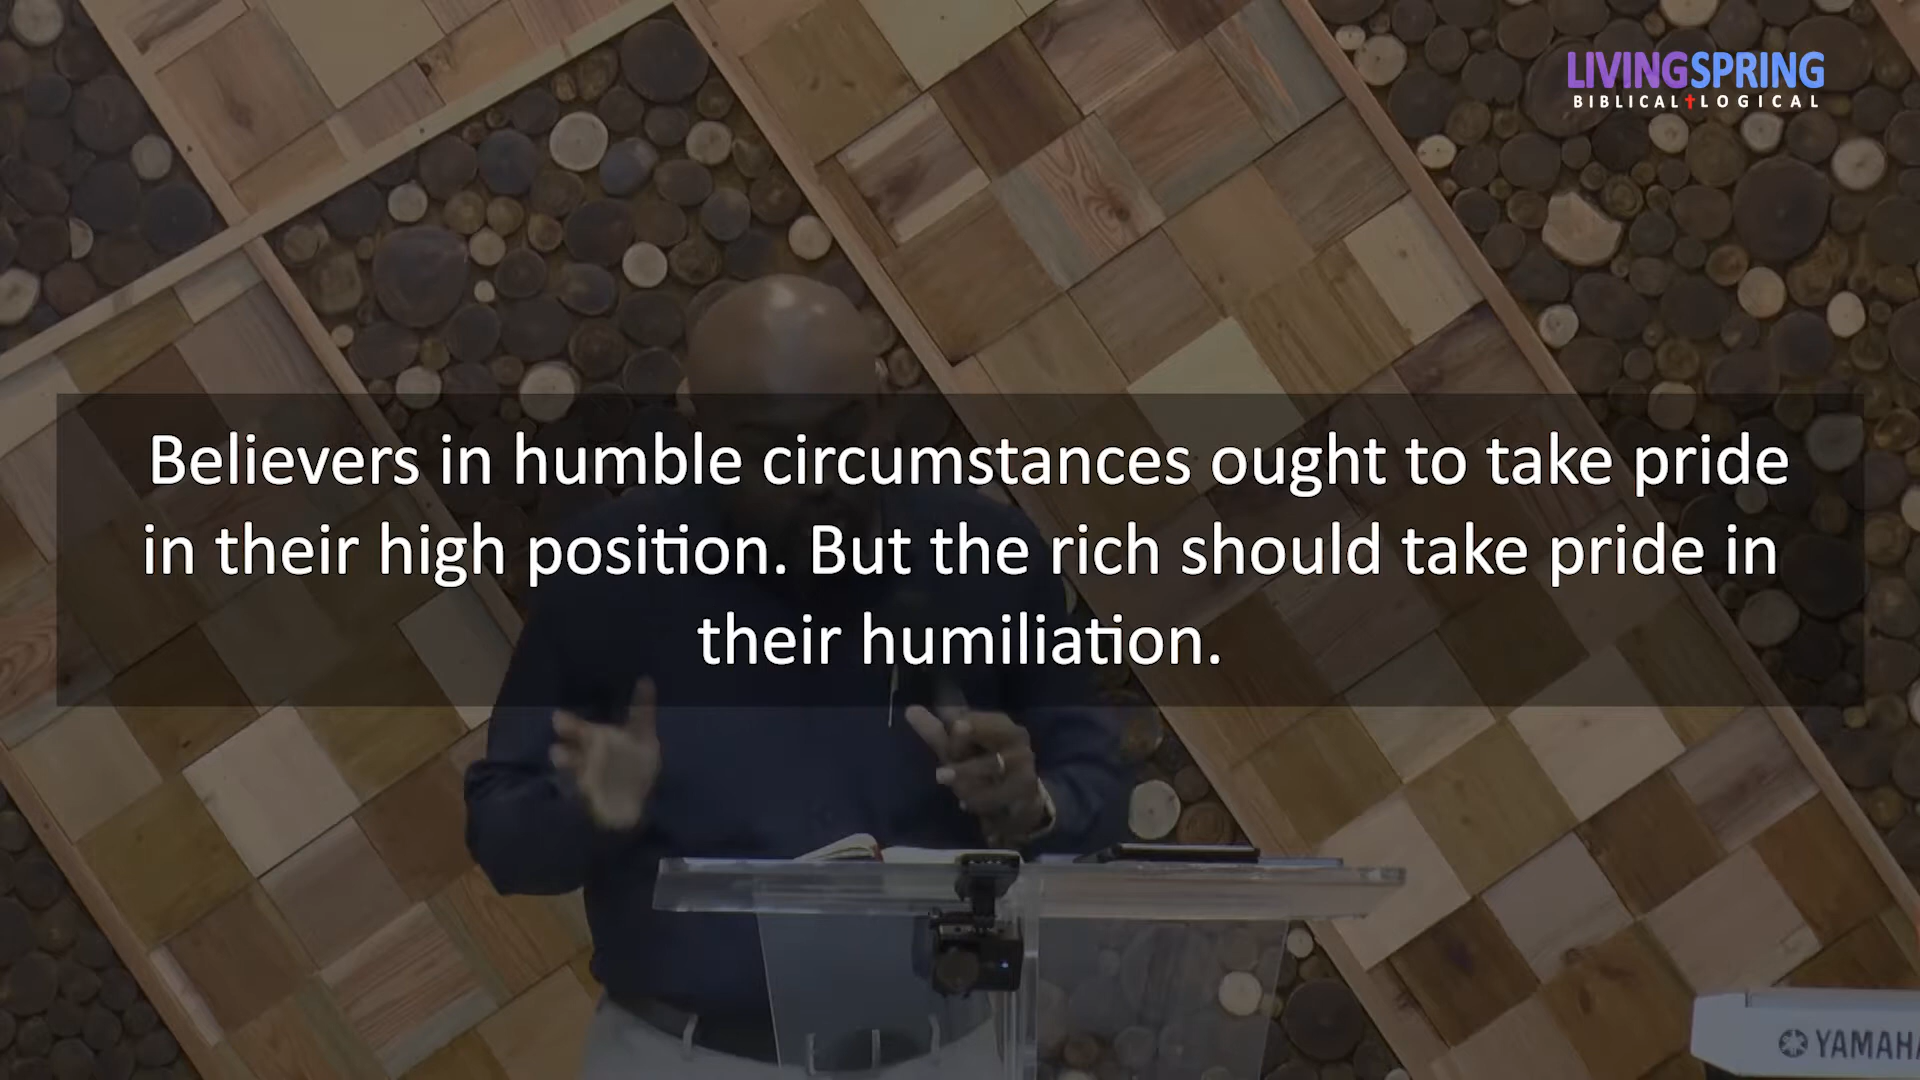 LIVINGSPRING
BIBLICAL†LOGICAL
Believers in humble circumstances ought to take pride
in their high position. But the rich should take pride in
their humiliation.
YAMAHA